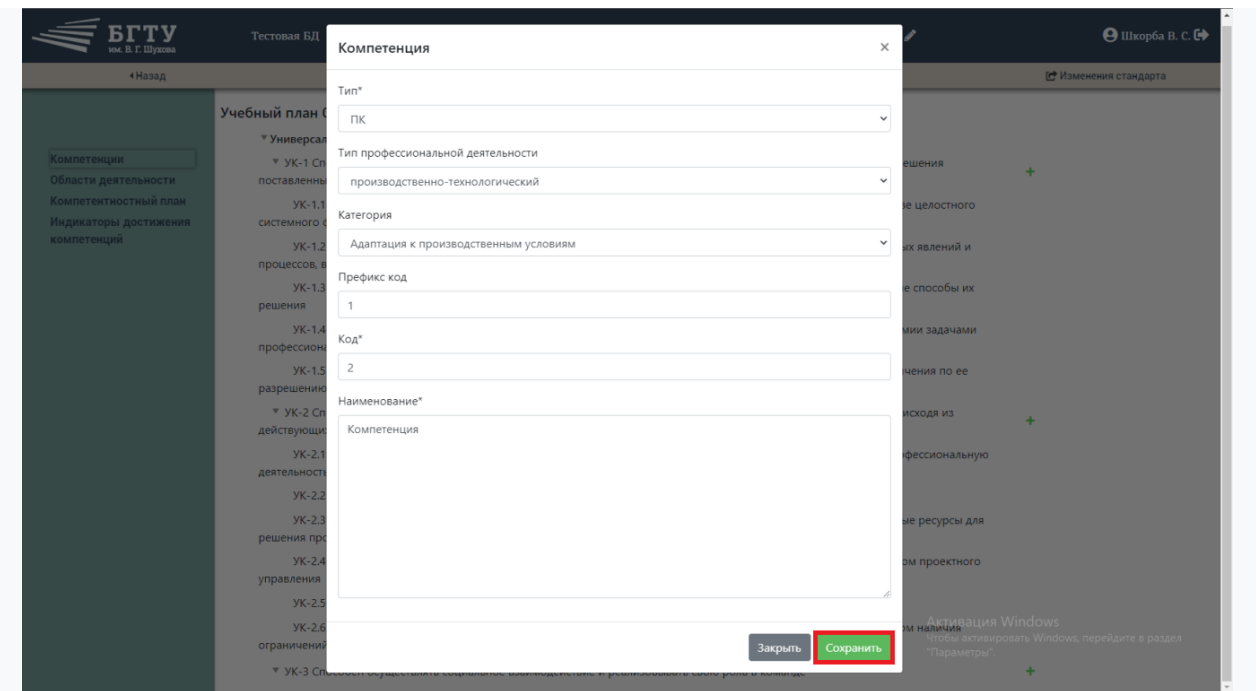 БГТУ
им. В. Г. Шухова
Тестовая БД
Шкорба В. С.
Назад
Изменения стандарта
Компетенции
Области деятельности
Компетентностный план
Индикаторы достижения
компетенций
Учебный план
Компетенция
×
Тип*
ПК
Тип профессиональной деятельности
производственно-технологический
Категория
Адаптация к производственным условиям
Префикс код
1
Код*
2
Наименование*
Компетенция
Закрыть
Сохранить
Универсал
УК-1 Сп ешения
поставленны
УК-1.1 ве целостного
системного
УК-1.2 ых явлений и
процессов, в
УК-1.3 е способы их
решения
УК-1.4 мии задачами
профессиона
УК-1.5 чения по ее
разрешению
УК-2 Сп исходя из
действующи
УК-2.1 фессиональную
деятельность
УК-2.2
УК-2.3 ые ресурсы для
решения про
УК-2.4 ом проектного
управления
УК-2.5
УК-2.6 ом наличия
ограничений
УК-3 Способен осуществлять социальное взаимодействие и реализовывать свою роль в команде
Активация Windows
Чтобы активировать Windows, перейдите в раздел
"Параметры".